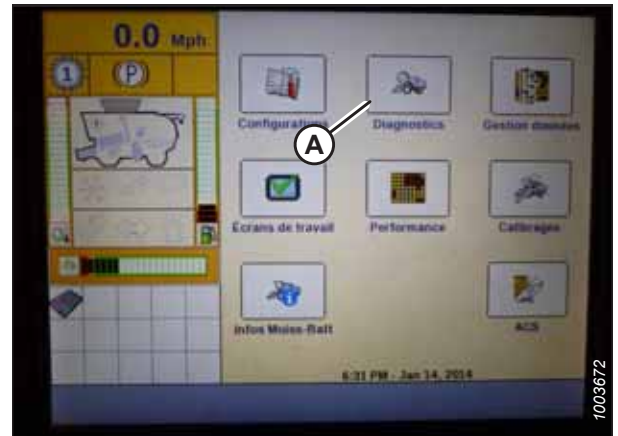 0.0 Mph
1 (P)
Configurations Diagnostics Gestion données
A
Ecrans de travail Performance Calibrages
Infos Moiss-Batt ACS
6:31 PM - Jan 14, 2014
1003672